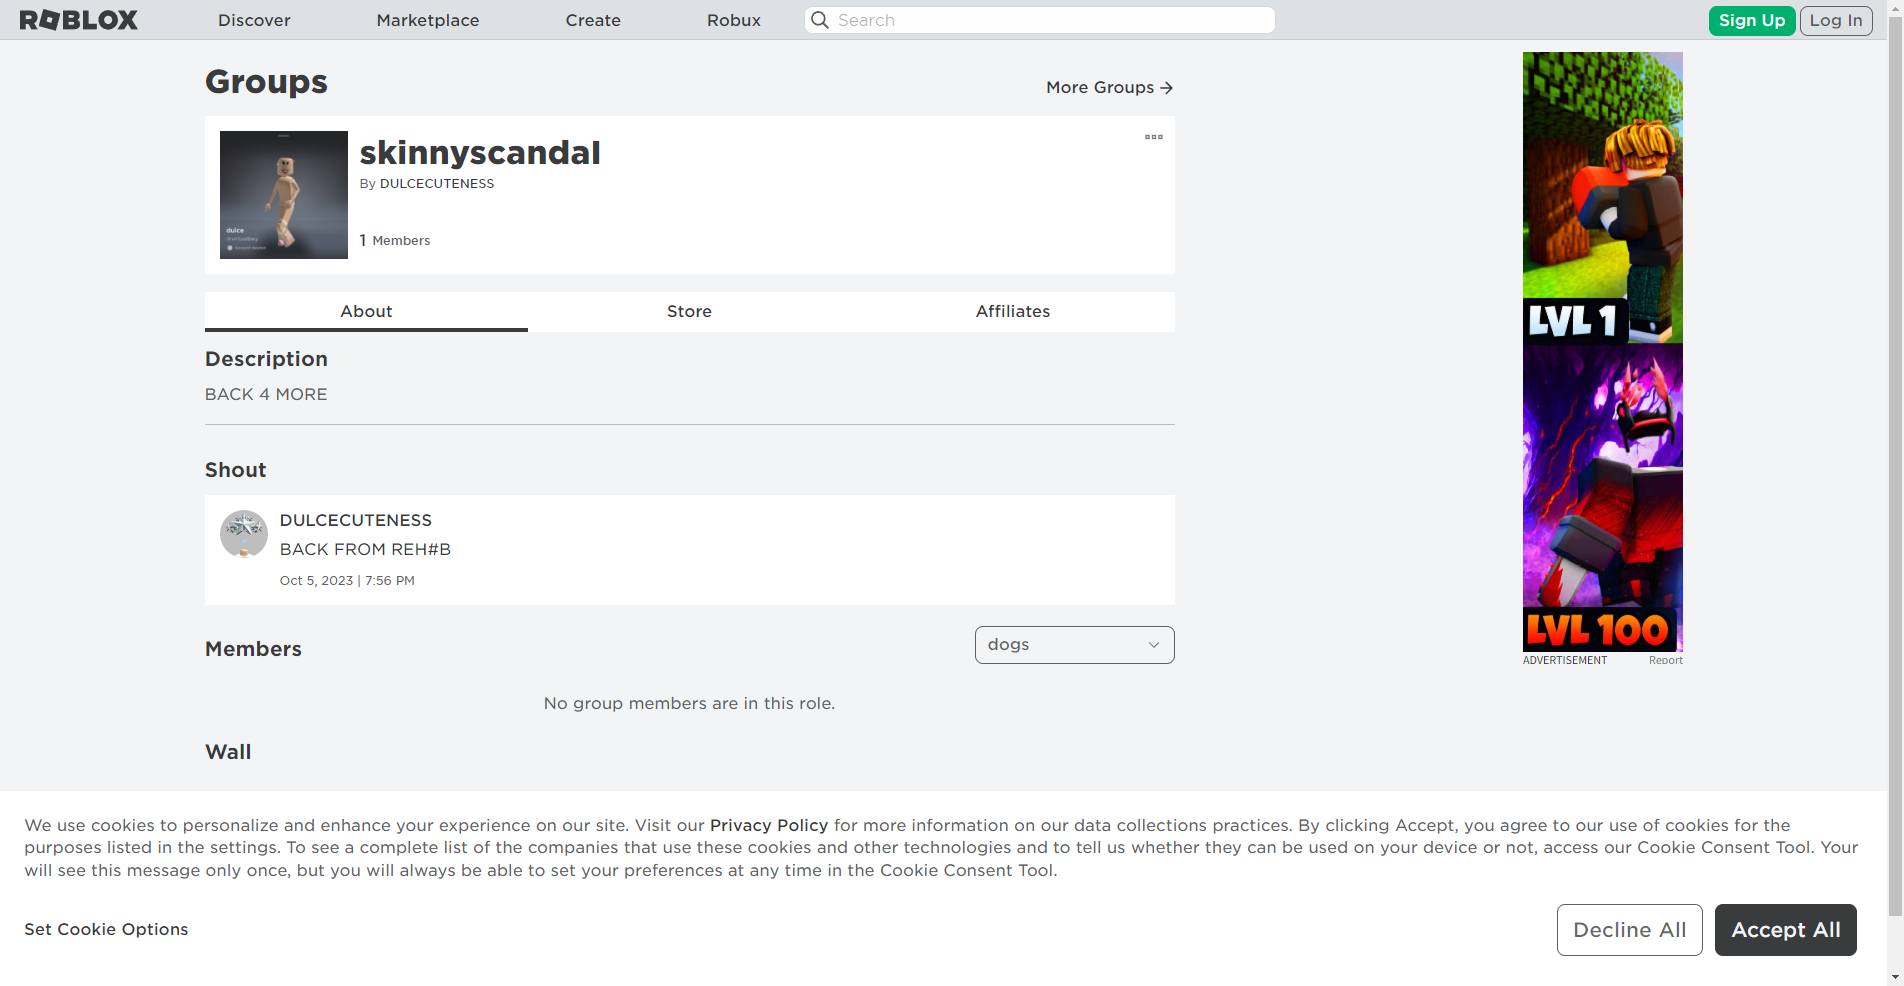 ROBLOX
Discover
Marketplace
Create
Robux
Search
Sign Up
Log In
Groups
More Groups
skinnyscandal
By DULCECUTENESS
1 Members
dulce
About
Store
Affiliates
Description
BACK 4 MORE
Shout
DULCECUTENESS
BACK FROM REH#B
Oct 5, 2023 | 7:56 PM
Members
dogs
No group members are in this role.
Wall
LVL 1
LVL 100
ADVERTISEMENT
Report
We use cookies to personalize and enhance your experience on our site. Visit our Privacy Policy for more information on our data collections practices. By clicking Accept, you agree to our use of cookies for the
purposes listed in the settings. To see a complete list of the companies that use these cookies and other technologies and to tell us whether they can be used on your device or not, access our Cookie Consent Tool. Your
will see this message only once, but you will always be able to set your preferences at any time in the Cookie Consent Tool.
Set Cookie Options
Decline All
Accept All